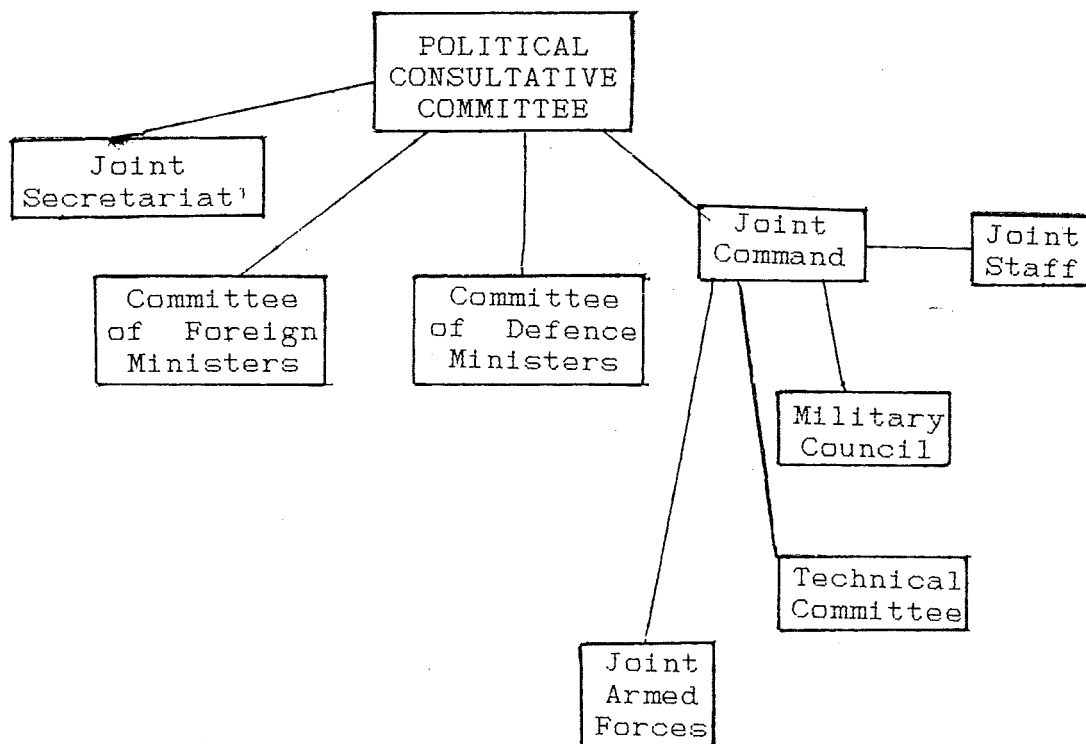 POLITICAL
CONSULTATIVE
COMMITTEE
Joint
Secretariat¹
Joint
Command
Joint
Staff
Committee
of Foreign
Ministers
Committee
of Defence
Ministers
Military
Council
Technical
Committee
Joint
Armed
Forces